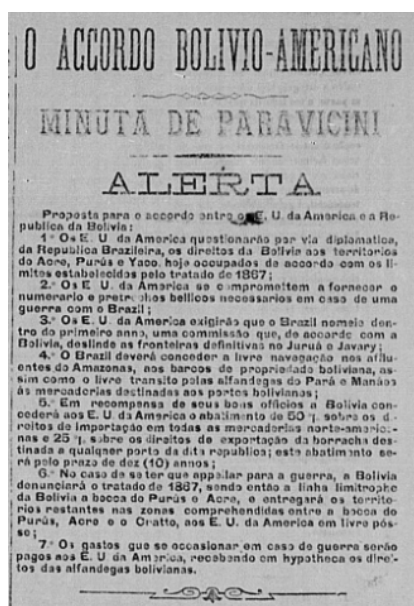 O ACCORDO BOLIVIO-AMERICANO
MINUTA DE PARAVICINI
ALERTA
Proposta para o accordo entre os E. U. da America e a Re-
publica da Bolivia:
1.º Os E. U. da America questionarão por via diplomatica,
da Republica Brazileira, os direitos da Bolivia aos territorios
do Acre, Purús e Yaco, hoje occupados de accordo com os li-
mites estabelecidos pelo tratado de 1867;
2.º Os E. U. da America se compromettem a fornecer o
numerario e pretrechos bellicos necessarios em caso de uma
guerra com o Brazil;
3.º Os E. U. da America exigirão que o Brazil nomeie den-
tro do primeiro anno, uma commissão que, de accordo com a
Bolivia, deslinde as fronteiras definitivas no Juruá e Javary;
4.º O Brazil deverá conceder a livre navegação nos afflu-
entes do Amazonas, aos barcos de propriedade boliviana, as-
sim como o livre transito pelas alfandegas do Pará e Manáos
ás mercadorias destinadas aos portos bolivianos;
5.º Em recompensa de seus bons officios a Bolivia con-
cederá aos E. U. da America o abatimento de 50 %. sobre os di-
reitos de importação em todas as mercadorias norte-america-
nas e 25 %. sobre os direitos de exportação da borracha des-
tinada a qualquer porto da dita republica; este abatimento se-
rá pelo prazo de dez (10) annos;
6.º No caso de se ter que appellar para a guerra, a Bolivia
denunciará o tratado de 1867, sendo então a linha limitrophe
da Bolivia a bocca do Purús e Acre, e entregará os territo-
rios restantes nas zonas comprehendidas entre a bocca do
Purús, Acre e o Cratto, aos E. U. da America em livre pós-
se;
7.º Os gastos que se occasionar em caso de guerra serão
pagos aos E. U. da America, recebendo em hypotheca os direi-
tos das alfandegas bolivianas.